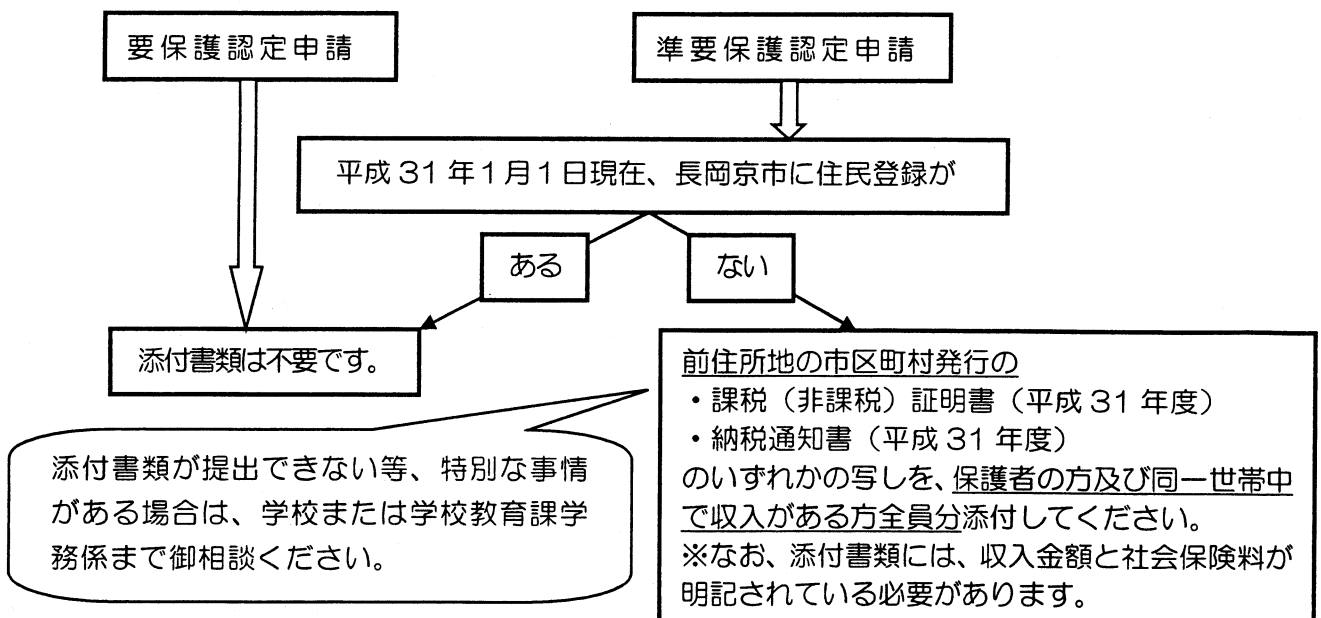 要保護認定申請
準要保護認定申請
平成31年1月1日現在、長岡京市に住民登録が
ある
ない
添付書類は不要です。
前住所地の市区町村発行の
・課税（非課税）証明書（平成31年度）
・納税通知書（平成31年度）
のいずれかの写しを、保護者の方及び同一世帯中
で収入がある方全員分添付してください。
※なお、添付書類には、収入金額と社会保険料が
明記されている必要があります。
添付書類が提出できない等、特別な事情
がある場合は、学校または学校教育課学
務係まで御相談ください。